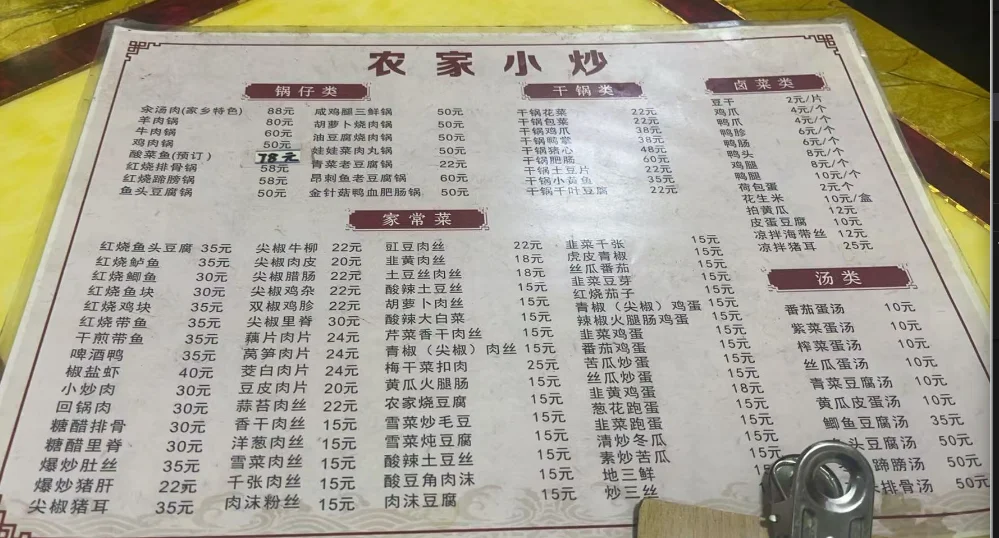 农家小炒
锅仔类
汆汤肉(家乡特色) 88元
羊肉锅 80元
牛肉锅 60元
鸡肉锅 50元
酸菜鱼(预订) 78元
红烧排骨锅 58元
红烧蹄膀锅 58元
鱼头豆腐锅 50元
咸鸡腿三鲜锅 50元
胡萝卜烧肉锅 50元
油豆腐烧肉锅 50元
娃娃菜肉丸锅 50元
青菜老豆腐锅 22元
昂刺鱼老豆腐锅 60元
金针菇鸭血肥肠锅 50元
干锅类
干锅花菜 22元
干锅包菜 22元
干锅鸡爪 38元
干锅鸭掌 38元
干锅猪心 48元
干锅肥肠 60元
干锅土豆片 22元
干锅小黄鱼 35元
干锅千叶豆腐 22元
卤菜类
豆干 2元/片
鸡爪 4元/个
鸭爪 4元/个
鸭胗 6元/个
鸭肠 6元/个
鸭头 8元/个
鸡腿 8元/个
鸭腿 10元/个
荷包蛋 2元个
花生米 10元/盒
拍黄瓜 12元
皮蛋豆腐 10元
凉拌海带丝 12元
凉拌猪耳 25元
家常菜
红烧鱼头豆腐 35元
红烧鲈鱼 35元
红烧鲫鱼 30元
红烧鱼块 30元
红烧鸡块 35元
红烧带鱼 35元
干煎带鱼 35元
啤酒鸭 35元
椒盐虾 40元
小炒肉 30元
回锅肉 30元
糖醋排骨 30元
糖醋里脊 30元
爆炒肚丝 35元
爆炒猪肝 22元
尖椒猪耳 35元
尖椒牛柳 22元
尖椒肉皮 20元
尖椒腊肠 22元
尖椒鸡杂 22元
双椒鸡胗 22元
尖椒里脊 30元
藕片肉片 24元
莴笋肉片 24元
茭白肉片 24元
豆皮肉片 20元
蒜苔肉丝 22元
香干肉丝 15元
洋葱肉丝 15元
雪菜肉丝 15元
千张肉丝 15元
肉沫粉丝 15元
豇豆肉丝 22元
韭黄肉丝 18元
土豆丝肉丝 18元
酸辣土豆丝 15元
胡萝卜肉丝 15元
酸辣大白菜 15元
芹菜香干肉丝 15元
青椒（尖椒）肉丝 15元
梅干菜扣肉 25元
黄瓜火腿肠 15元
农家烧豆腐 15元
雪菜炒毛豆 15元
雪菜炖豆腐 15元
酸辣土豆丝 15元
酸豆角肉沫 15元
肉沫豆腐 15元
韭菜千张 15元
虎皮青椒 15元
丝瓜番茄 15元
韭菜豆芽 15元
红烧茄子 15元
青椒（尖椒）鸡蛋 15元
辣椒火腿肠鸡蛋 15元
韭菜鸡蛋 15元
番茄鸡蛋 15元
苦瓜炒蛋 15元
丝瓜炒蛋 15元
韭黄鸡蛋 18元
葱花跑蛋 15元
韭菜跑蛋 15元
清炒冬瓜 15元
素炒苦瓜 15元
地三鲜
炒三丝
汤类
番茄蛋汤 10元
紫菜蛋汤 10元
榨菜蛋汤 10元
丝瓜蛋汤 10元
青菜豆腐汤 10元
黄瓜皮蛋汤 10元
鲫鱼豆腐汤 35元
头豆腐汤 50元
蹄膀汤 50元
排骨汤 50元